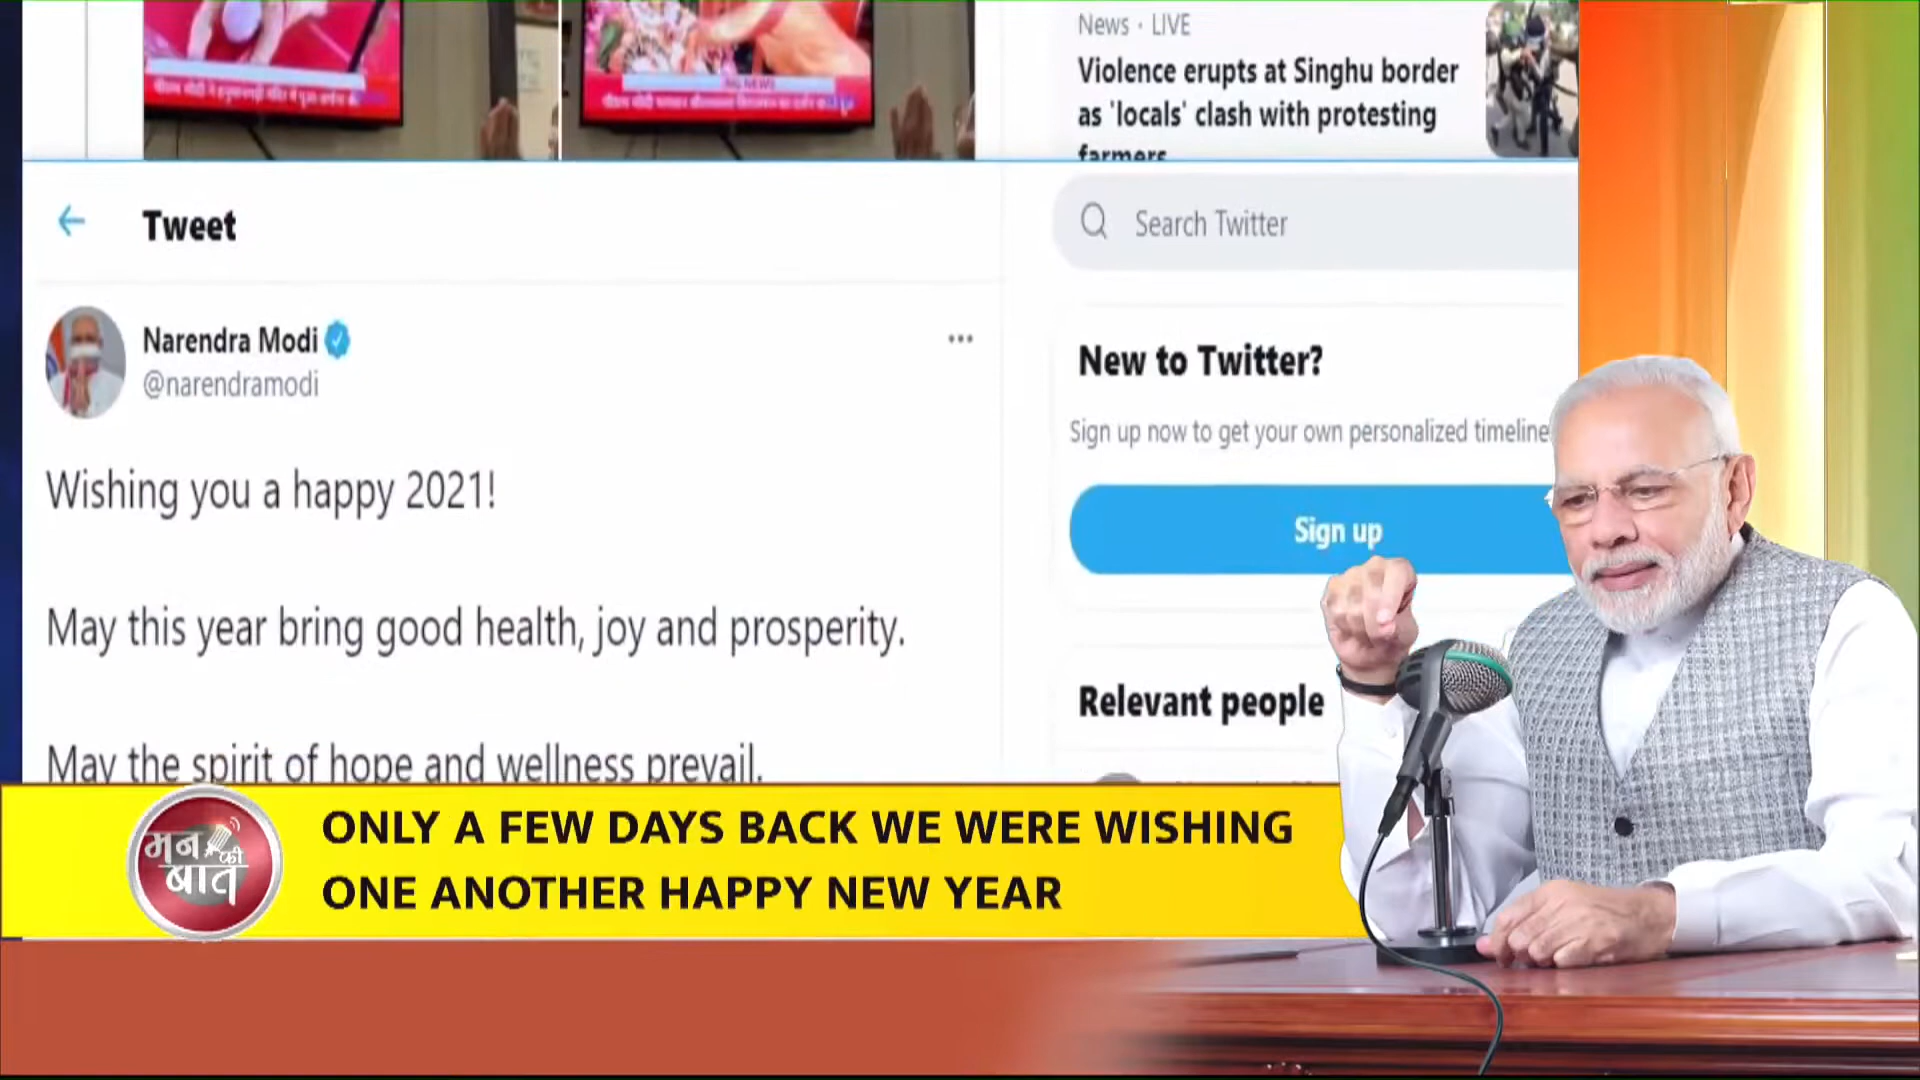 News · LIVE
Violence erupts at Singhu border
as 'locals' clash with protesting
farmers
BIG NEWS
Tweet
Search Twitter
Narendra Modi
@narendramodi
New to Twitter?
Sign up now to get your own personalized timeline
Wishing you a happy 2021!
Sign up
May this year bring good health, joy and prosperity.
Relevant people
May the spirit of hope and wellness prevail.
ONLY A FEW DAYS BACK WE WERE WISHING
ONE ANOTHER HAPPY NEW YEAR
मन की
बात